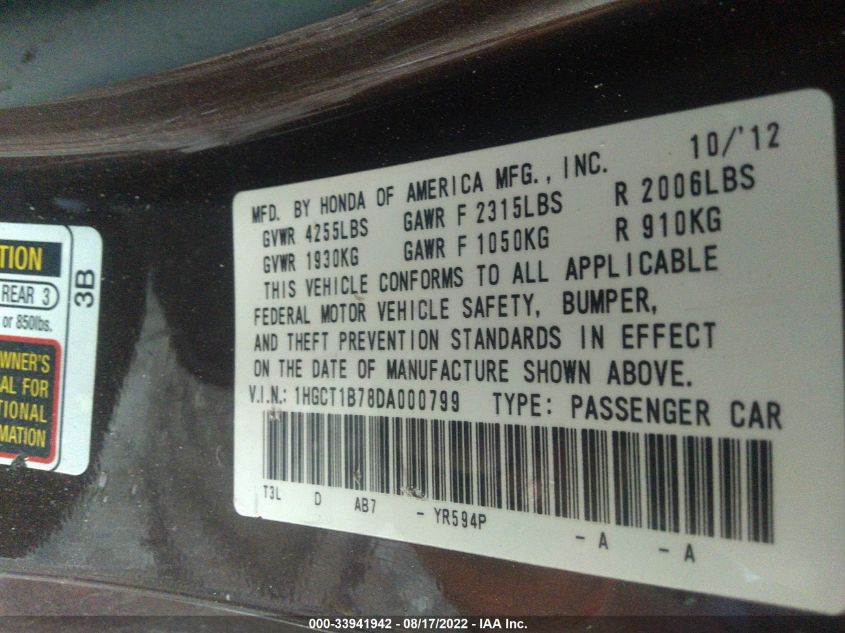 TION
REAR 3
or 850lbs.
3B
WNER'S
AL FOR
TIONAL
MATION
10/'12
MFD. BY HONDA OF AMERICA MFG., INC.
GVWR 4255LBS GAWR F 2315LBS R 2006LBS
GVWR 1930KG GAWR F 1050KG R 910KG
THIS VEHICLE CONFORMS TO ALL APPLICABLE
FEDERAL MOTOR VEHICLE SAFETY, BUMPER,
AND THEFT PREVENTION STANDARDS IN EFFECT
ON THE DATE OF MANUFACTURE SHOWN ABOVE.
V.I.N.: 1HGCT1B78DA000799 TYPE: PASSENGER CAR
T3L D AB7 - YR594P - A - A
000-33941942 - 08/17/2022 - IAA Inc.